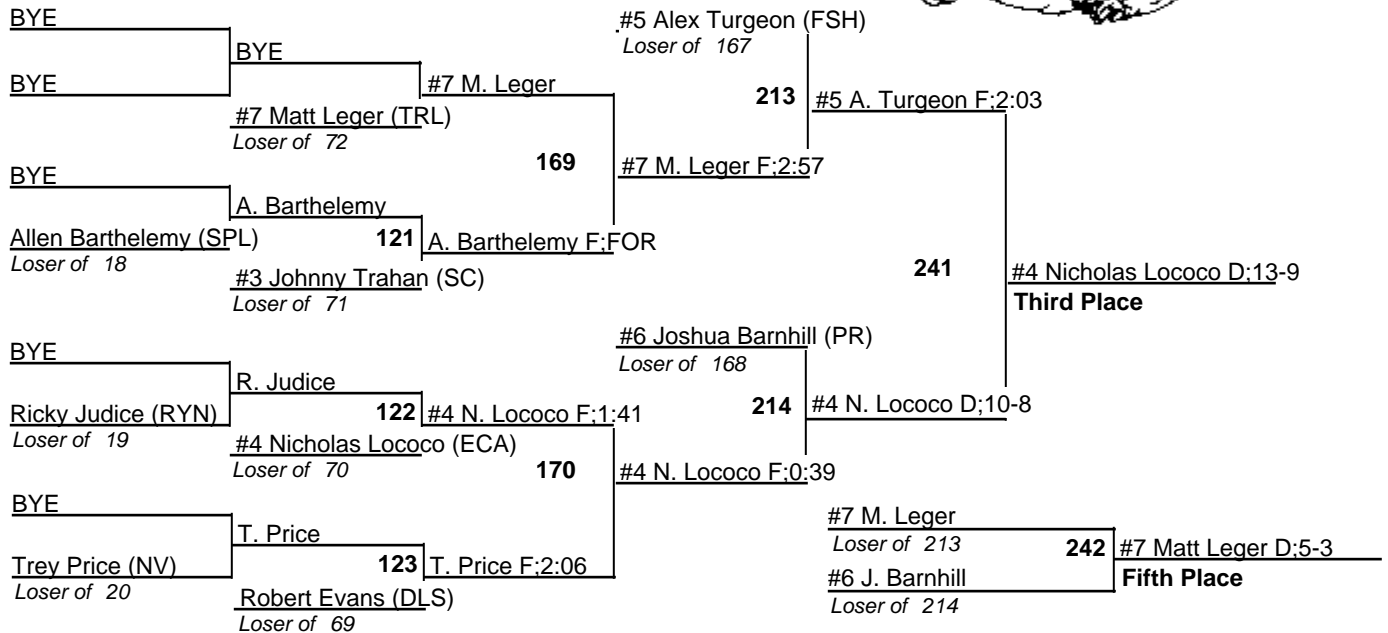 BYE
#5 Alex Turgeon (FSH)
Loser of 167
BYE
BYE
#7 M. Leger
213
#5 A. Turgeon F;2:03
#7 Matt Leger (TRL)
Loser of 72
169
#7 M. Leger F;2:57
BYE
A. Barthelemy
Allen Barthelemy (SPL)
Loser of 18
121
A. Barthelemy F;FOR
#3 Johnny Trahan (SC)
Loser of 71
241
#4 Nicholas Lococo D;13-9
Third Place
BYE
#6 Joshua Barnhill (PR)
Loser of 168
R. Judice
Ricky Judice (RYN)
Loser of 19
122
#4 N. Lococo F;1:41
214
#4 N. Lococo D;10-8
#4 Nicholas Lococo (ECA)
Loser of 70
170
#4 N. Lococo F;0:39
BYE
T. Price
Trey Price (NV)
Loser of 20
123
T. Price F;2:06
Robert Evans (DLS)
Loser of 69
#7 M. Leger
Loser of 213
242
#7 Matt Leger D;5-3
Fifth Place
#6 J. Barnhill
Loser of 214